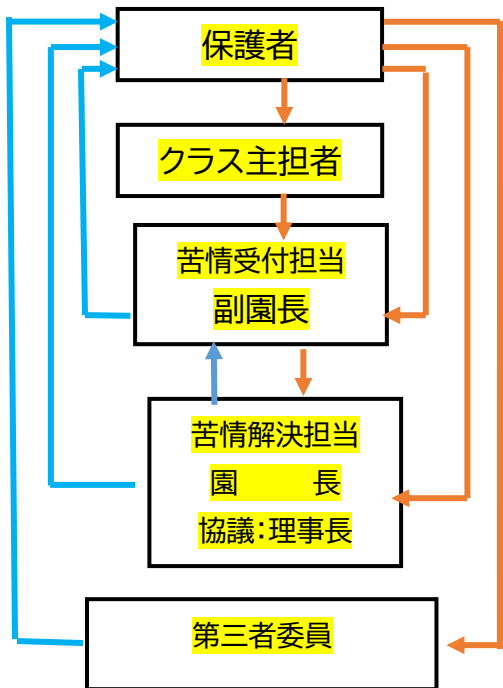 保護者
クラス主担者
苦情受付担当
副園長
苦情解決担当
園　　　長
協議：理事長
第三者委員